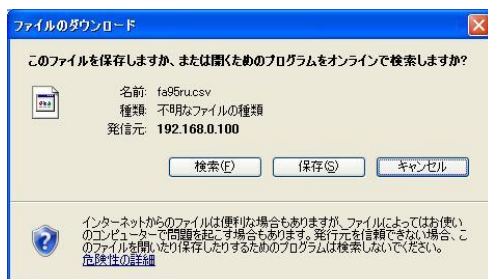 ファイルのダウンロード
このファイルを保存しますか、または開くためのプログラムをオンラインで検索しますか?
名前: fa95ru.csv
種類: 不明なファイルの種類
発信元: 192.168.0.100
検索(F) 保存(S) キャンセル
インターネットからのファイルは便利な場合もありますが、ファイルによってはお使い
のコンピューターで問題を起こす場合もあります。発行元を信頼できない場合、こ
のファイルを開いたり保存したりするためのプログラムは検索しないでください。
危険性の詳細